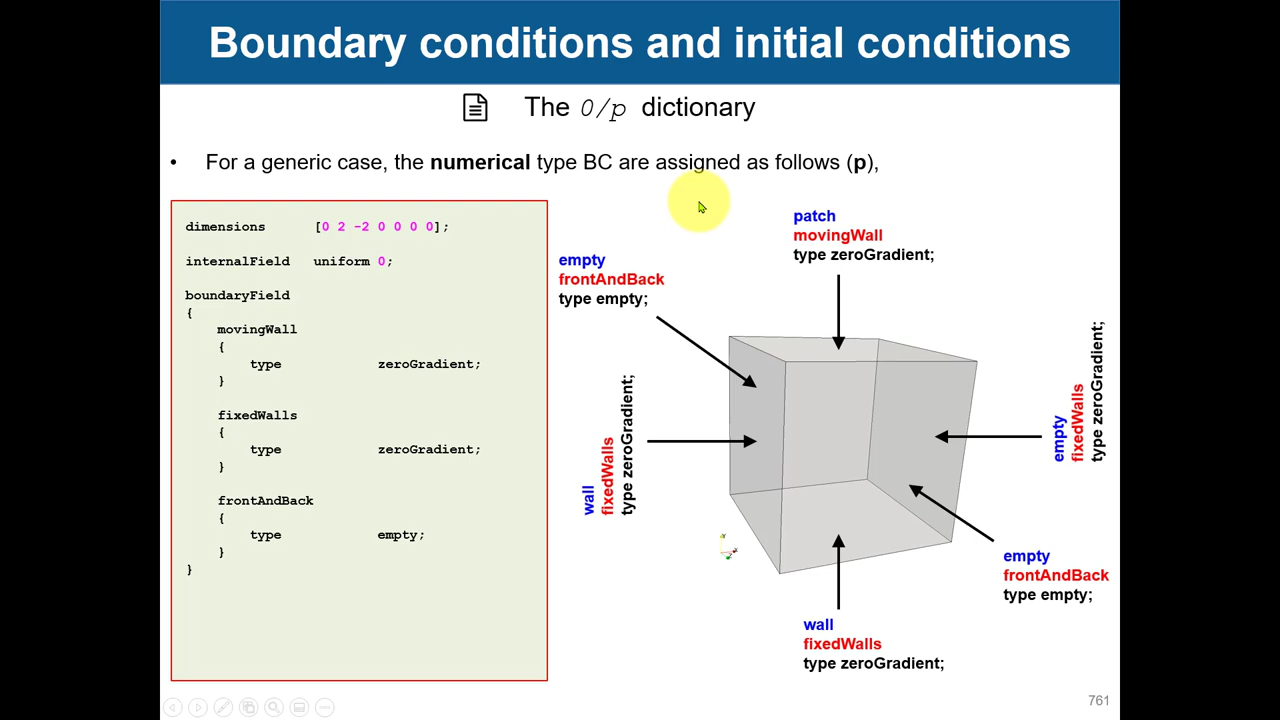 Boundary conditions and initial conditions
The 0/p dictionary
• For a generic case, the numerical type BC are assigned as follows (p),
dimensions [0 2 -2 0 0 0 0];
internalField uniform 0;
boundaryField
{
movingWall
{
type zeroGradient;
}
fixedWalls
{
type zeroGradient;
}
frontAndBack
{
type empty;
}
}
patch
movingWall
type zeroGradient;
empty
frontAndBack
type empty;
wall
fixedWalls
type zeroGradient;
empty
fixedWalls
type zeroGradient;
empty
frontAndBack
type empty;
wall
fixedWalls
type zeroGradient;
761